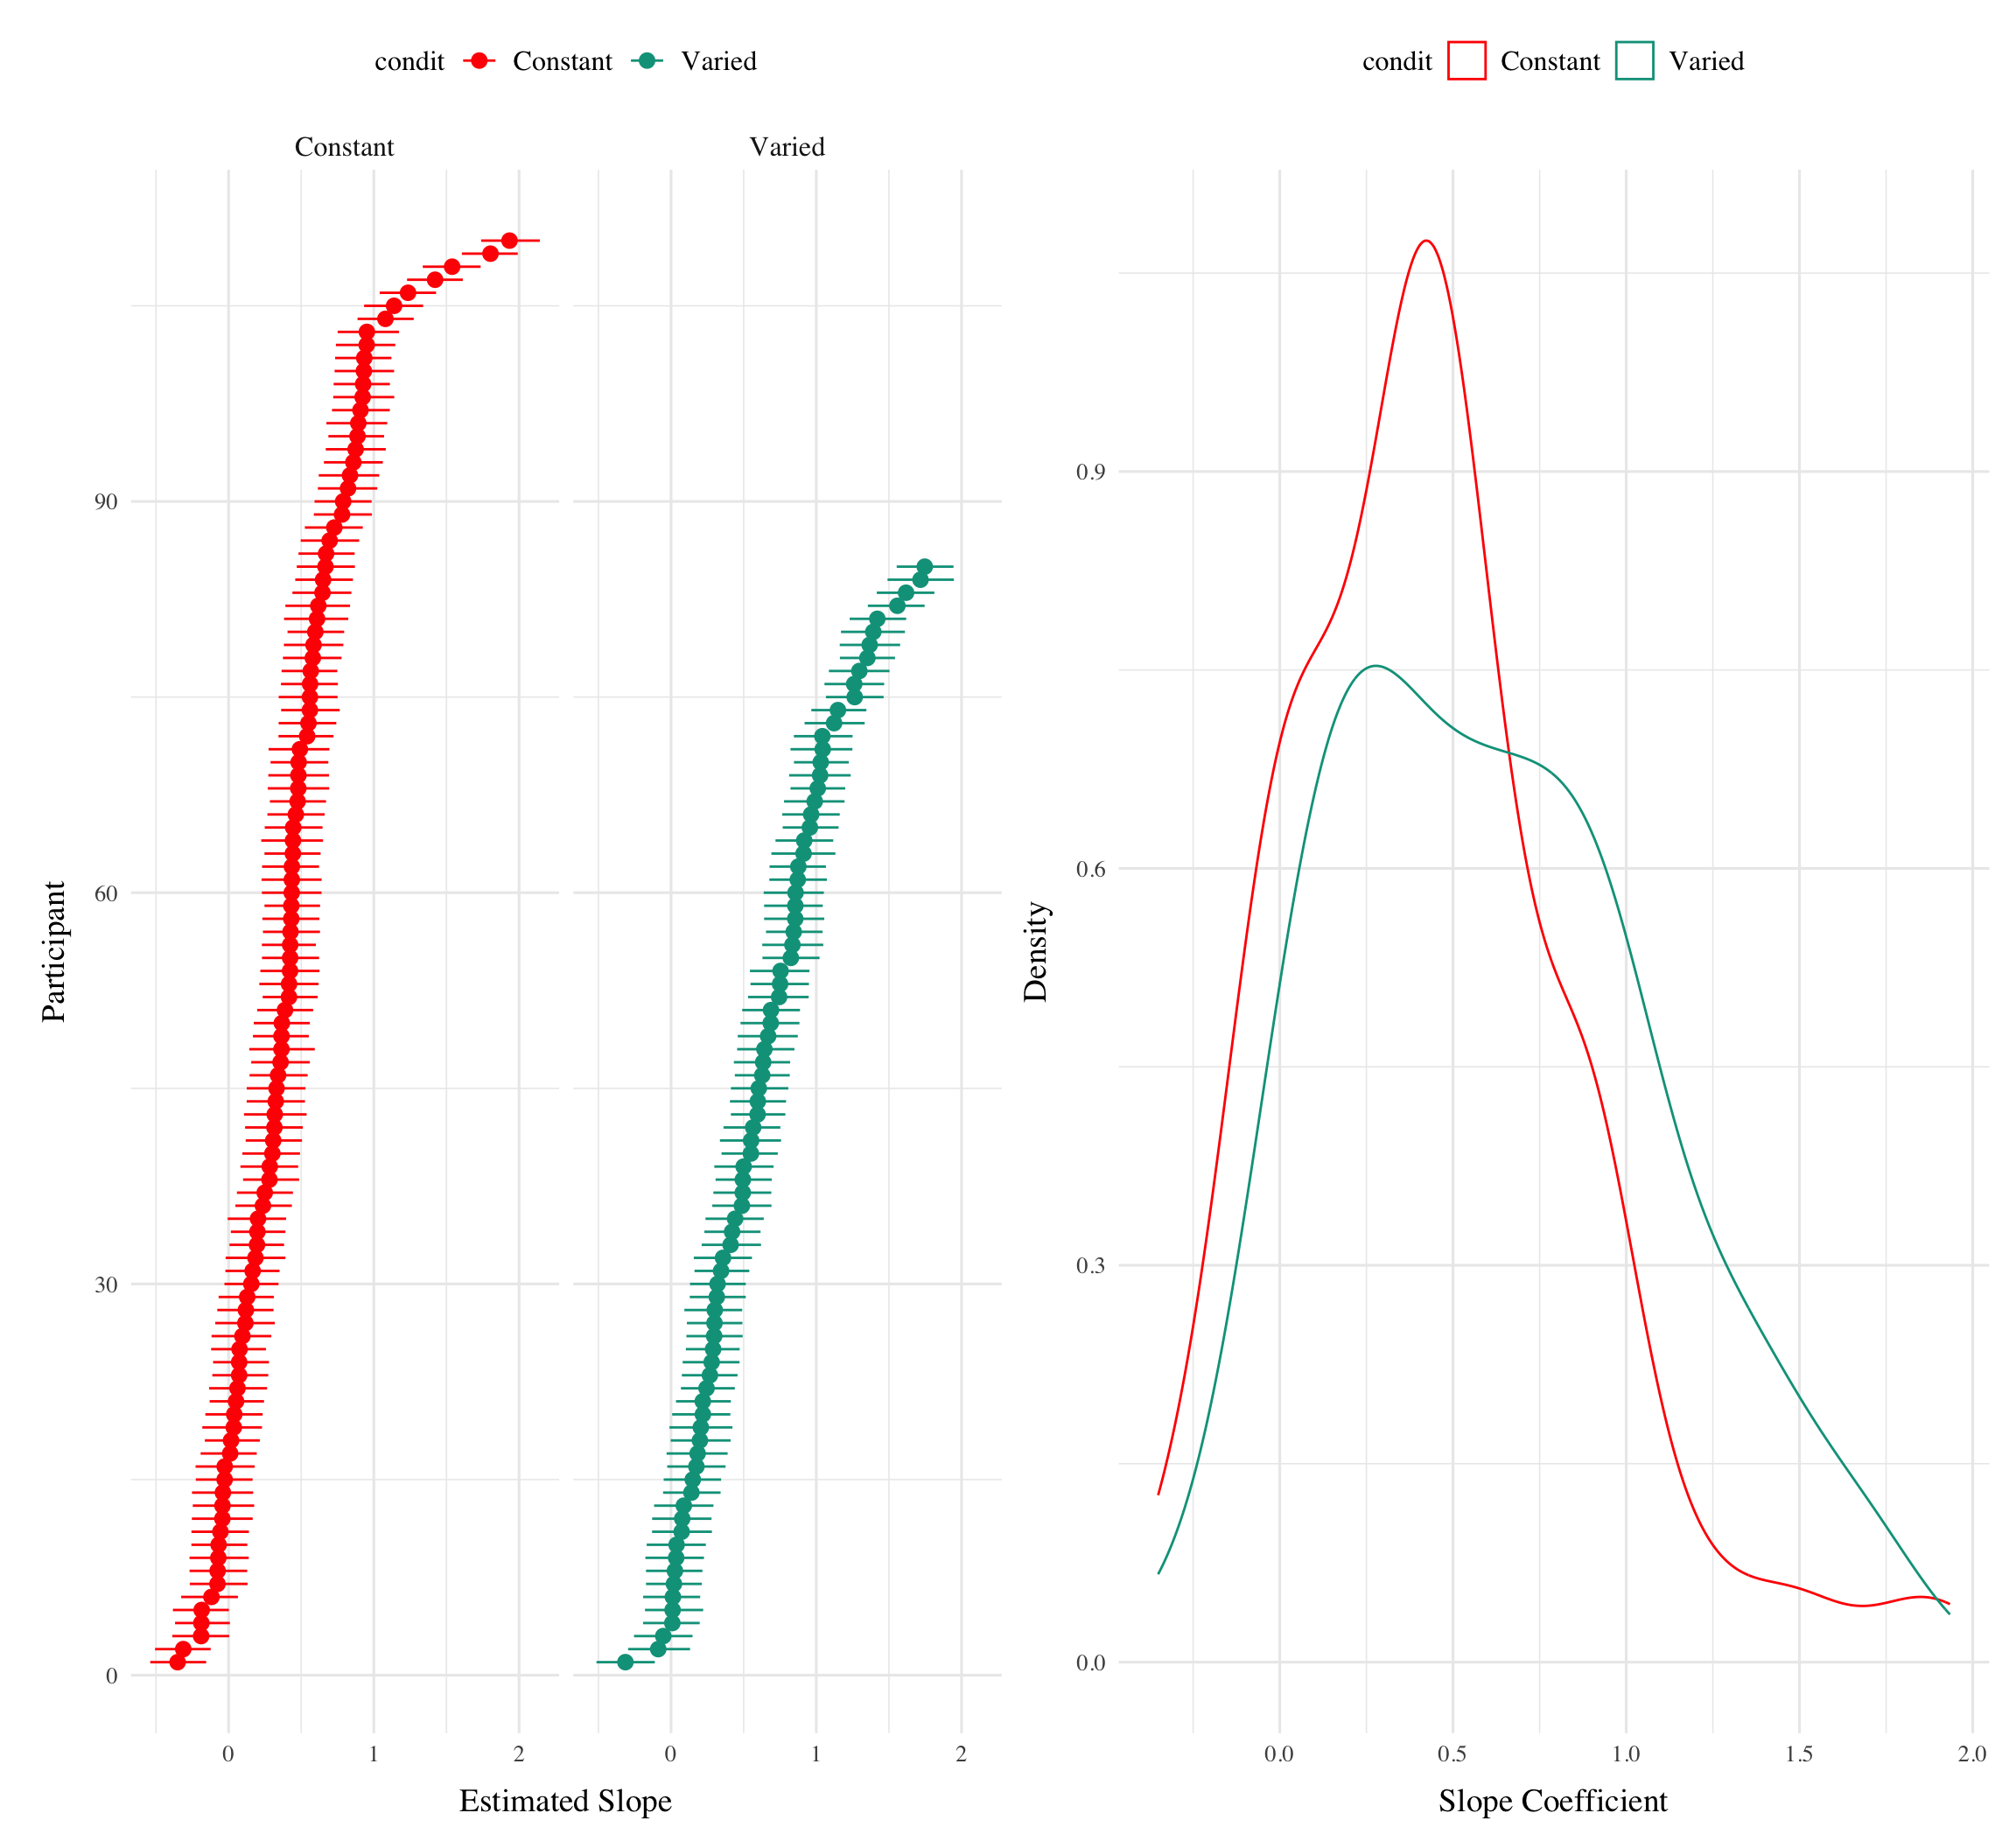 condit Constant Varied
Constant Varied
90
60
30
0
Participant
0 1 2 0 1 2
Estimated Slope
condit Constant Varied
0.9
0.6
0.3
0.0
Density
0.0 0.5 1.0 1.5 2.0
Slope Coefficient